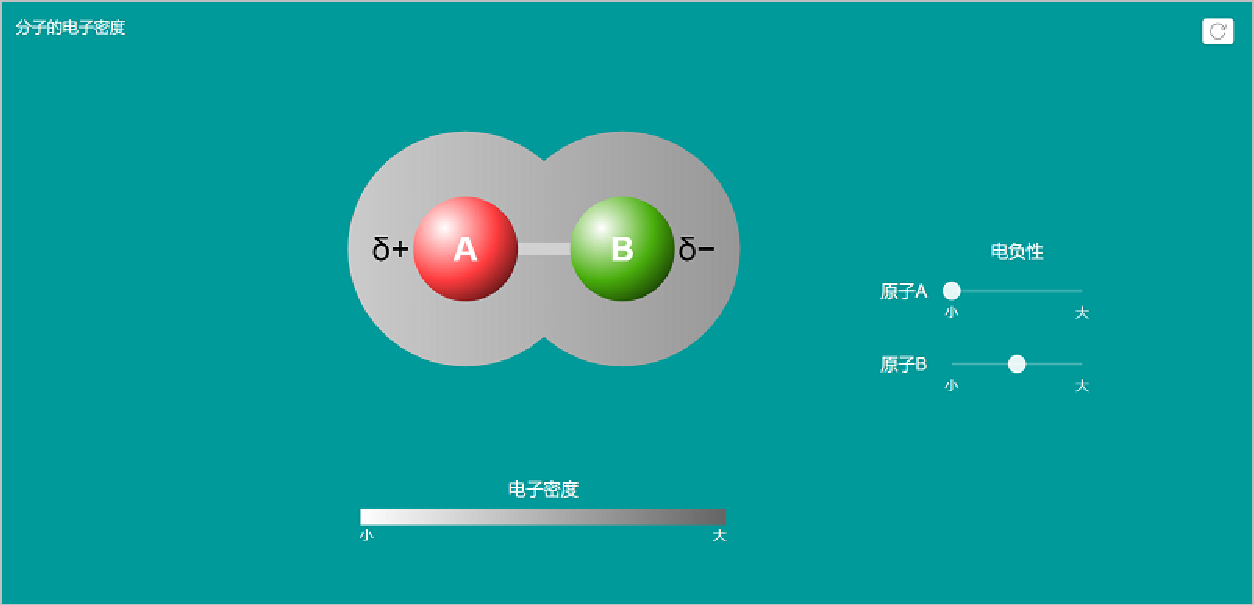 分子的电子密度
δ+ A B δ−
电负性
原子A
小 大
原子B
小 大
电子密度
小 大